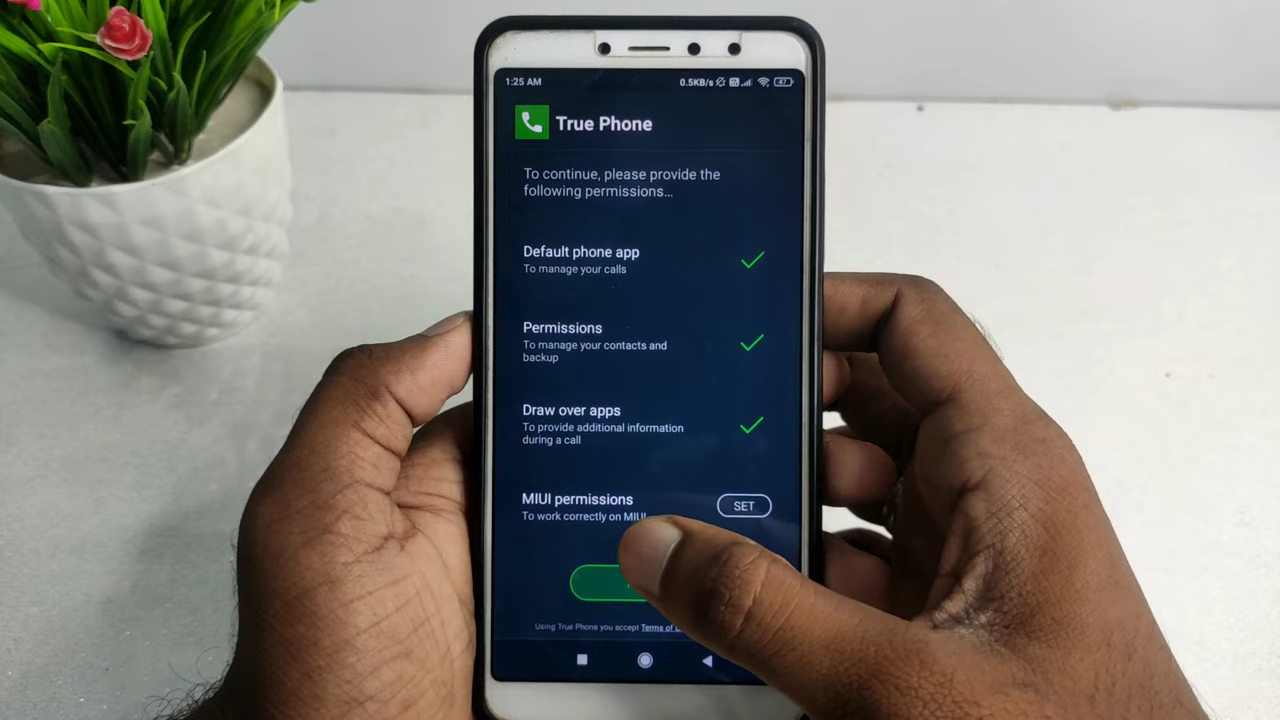 1:25 AM 0.5KB/s 47
True Phone
To continue, please provide the
following permissions...
Default phone app
To manage your calls
Permissions
To manage your contacts and
backup
Draw over apps
To provide additional information
during a call
MIUI permissions
SET
To work correctly on MIUI
Using True Phone you accept Terms of